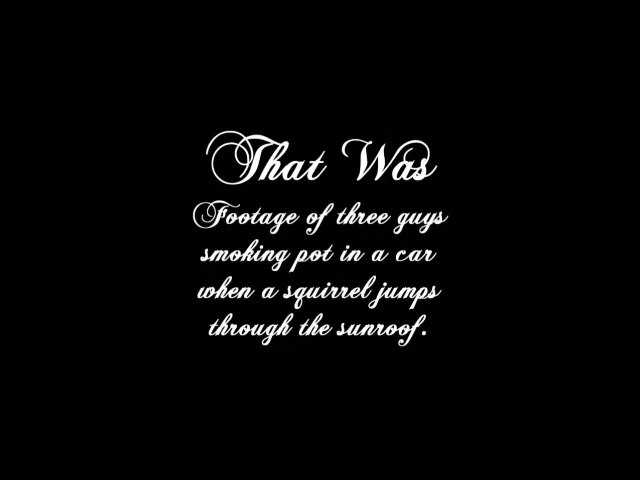 That Was
Footage of three guys
smoking pot in a car
when a squirrel jumps
through the sunroof.